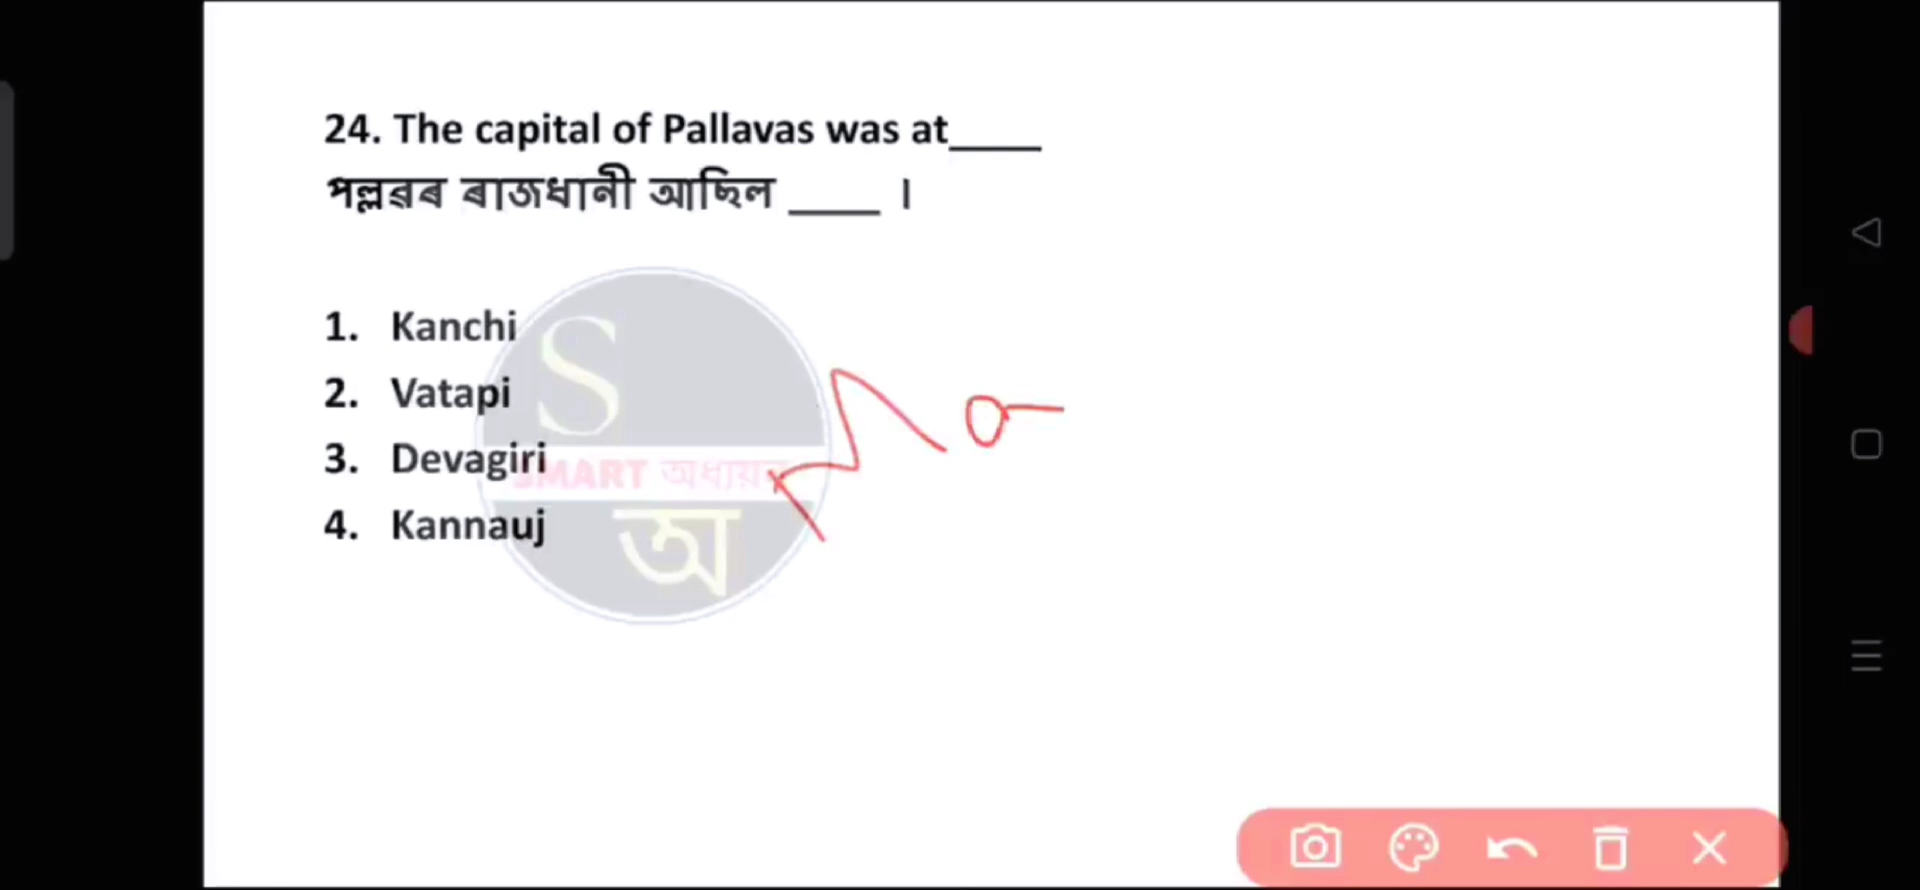 24. The capital of Pallavas was at____
পল্লৱৰ ৰাজধানী আছিল ____ ।
1. Kanchi
2. Vatapi
3. Devagiri
4. Kannauj
S
SMART অধ্যয়ন
অ